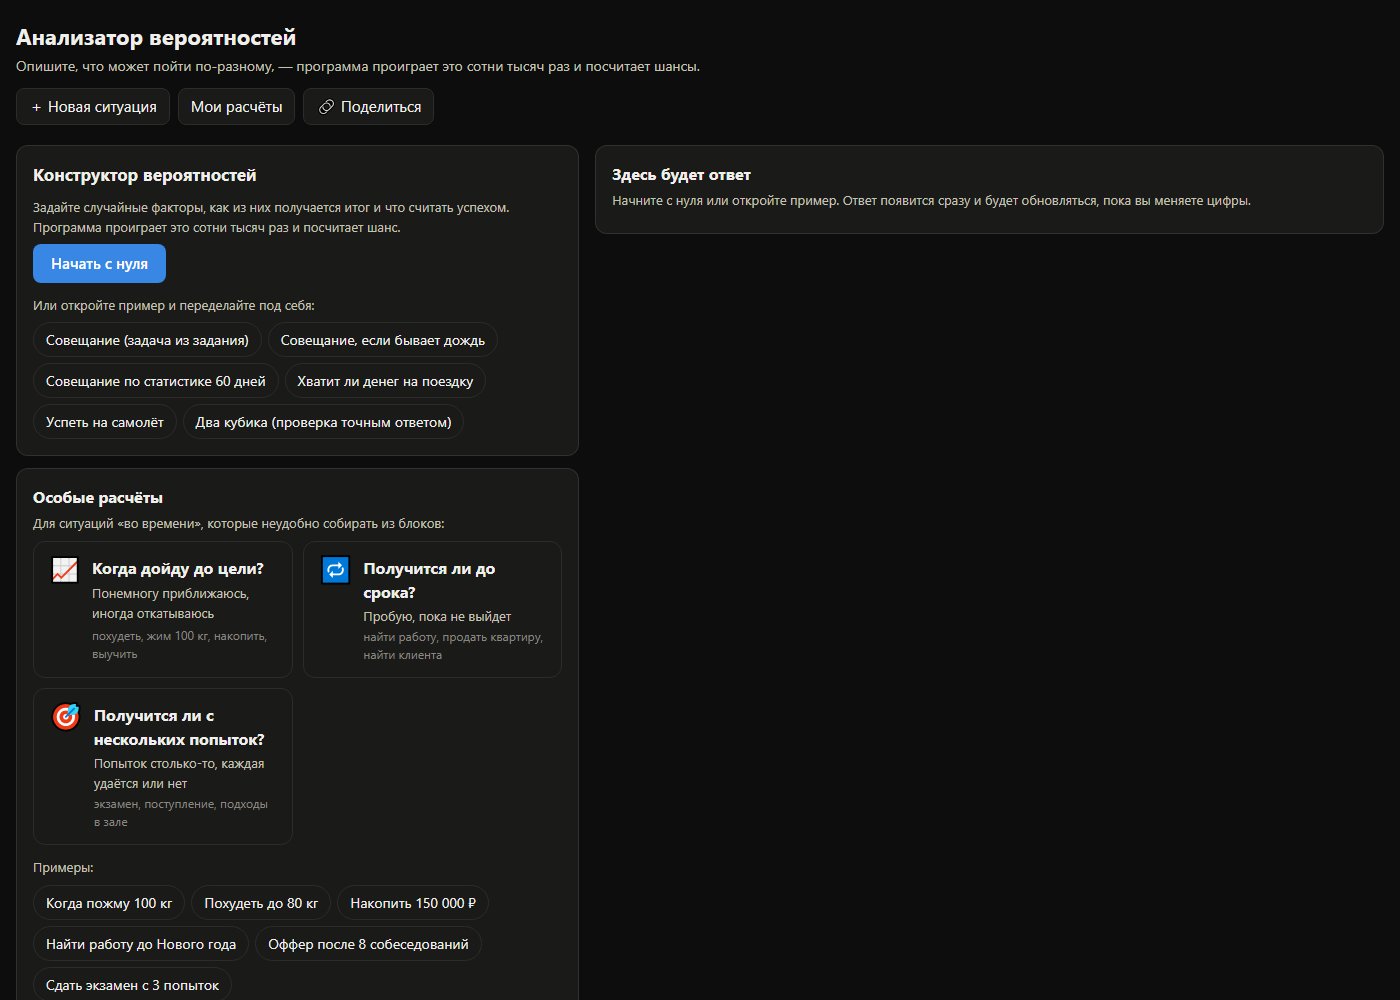 Анализатор вероятностей
Опишите, что может пойти по-разному, — программа проиграет это сотни тысяч раз и посчитает шансы.
+ Новая ситуация
Мои расчёты
Поделиться
Конструктор вероятностей
Задайте случайные факторы, как из них получается итог и что считать успехом.
Программа проиграет это сотни тысяч раз и посчитает шанс.
Начать с нуля
Или откройте пример и переделайте под себя:
Совещание (задача из задания)
Совещание, если бывает дождь
Совещание по статистике 60 дней
Хватит ли денег на поездку
Успеть на самолёт
Два кубика (проверка точным ответом)
Здесь будет ответ
Начните с нуля или откройте пример. Ответ появится сразу и будет обновляться, пока вы меняете цифры.
Особые расчёты
Для ситуаций «во времени», которые неудобно собирать из блоков:
Когда дойду до цели?
Понемногу приближаюсь,
иногда откатываюсь
похудеть, жим 100 кг, накопить,
выучить
Получится ли до
срока?
Пробую, пока не выйдет
найти работу, продать квартиру,
найти клиента
Получится ли с
нескольких попыток?
Попыток столько-то, каждая
удаётся или нет
экзамен, поступление, подходы
в зале
Примеры:
Когда пожму 100 кг
Похудеть до 80 кг
Накопить 150 000 ₽
Найти работу до Нового года
Оффер после 8 собеседований
Сдать экзамен с 3 попыток